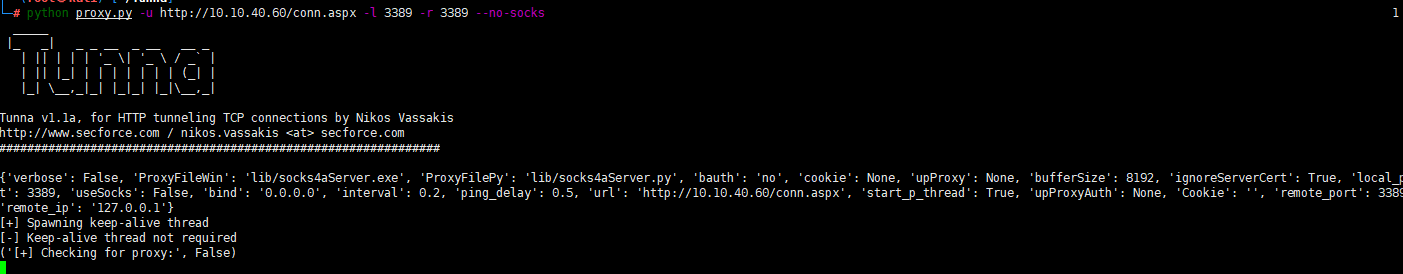 # python proxy.py -u http://10.10.40.60/conn.aspx -l 3389 -r 3389 --no-socks 1
Tunna
Tunna v1.1a, for HTTP tunneling TCP connections by Nikos Vassakis
http://www.secforce.com / nikos.vassakis <at> secforce.com
###############################################################
{'verbose': False, 'ProxyFileWin': 'lib/socks4aServer.exe', 'ProxyFilePy': 'lib/socks4aServer.py', 'bauth': 'no', 'cookie': None, 'upProxy': None, 'bufferSize': 8192, 'ignoreServerCert': True, 'local_p
t': 3389, 'useSocks': False, 'bind': '0.0.0.0', 'interval': 0.2, 'ping_delay': 0.5, 'url': 'http://10.10.40.60/conn.aspx', 'start_p_thread': True, 'upProxyAuth': None, 'Cookie': '', 'remote_port': 3389
'remote_ip': '127.0.0.1'}
[+] Spawning keep-alive thread
[-] Keep-alive thread not required
('[+] Checking for proxy:', False)